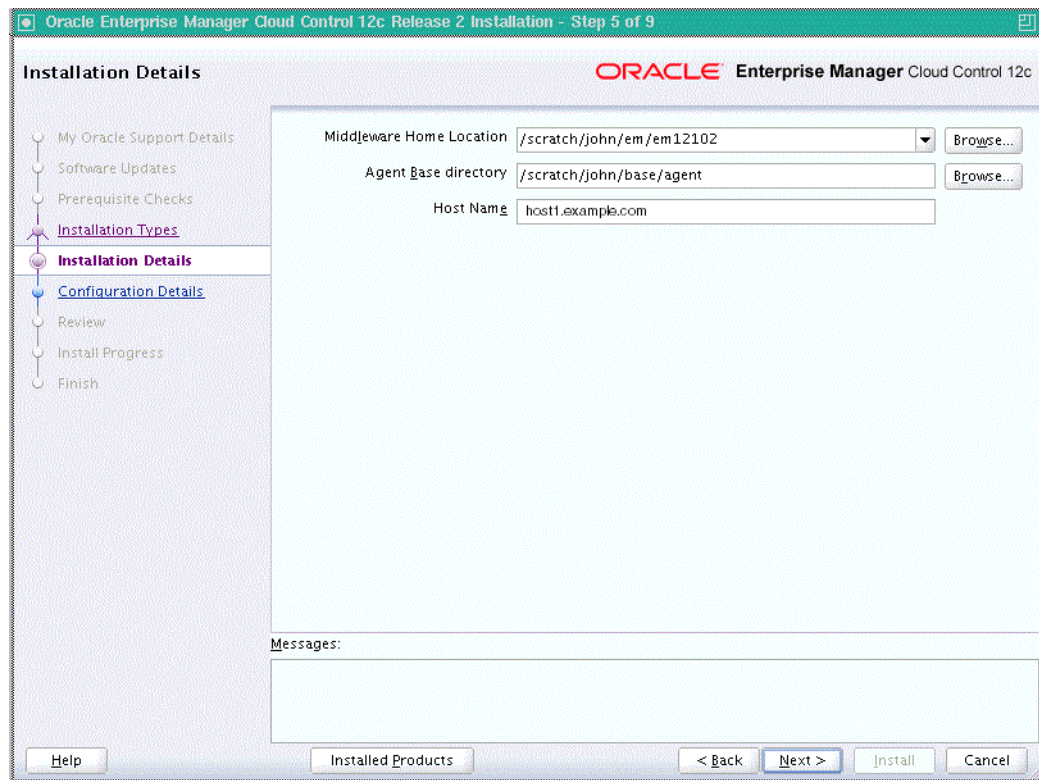 Oracle Enterprise Manager Cloud Control 12c Release 2 Installation - Step 5 of 9
Installation Details
ORACLE Enterprise Manager Cloud Control 12c
My Oracle Support Details
Software Updates
Prerequisite Checks
Installation Types
Installation Details
Configuration Details
Review
Install Progress
Finish
Middleware Home Location /scratch/john/em/em12102 Browse...
Agent Base directory /scratch/john/base/agent Browse...
Host Name host1.example.com
Messages:
Help Installed Products < Back Next > Install Cancel